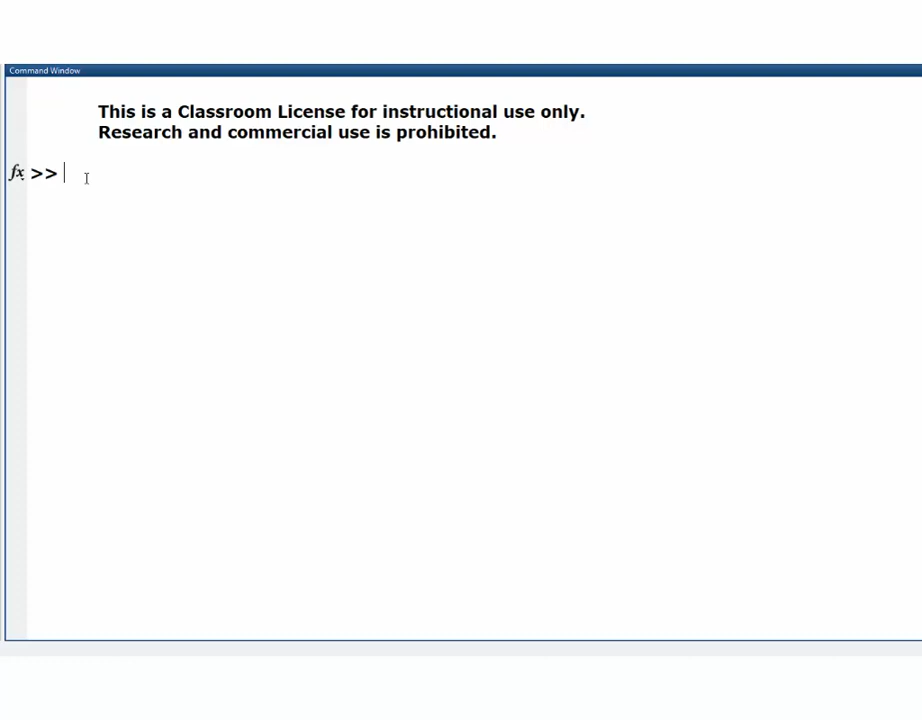 Command Window
This is a Classroom License for instructional use only.
Research and commercial use is prohibited.
fx >>